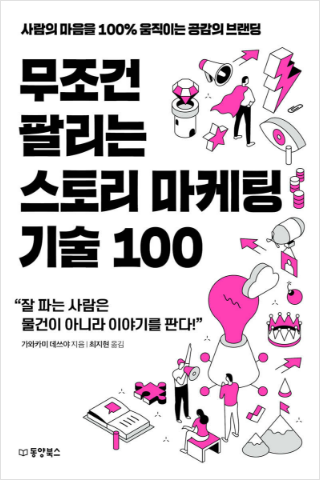 사람의 마음을 100% 움직이는 공감의 브랜딩
무조건
팔리는
스토리 마케팅
기술 100
“잘 파는 사람은
물건이 아니라 이야기를 판다!”
가와카미 데쓰야 지음 | 최지현 옮김
동양북스